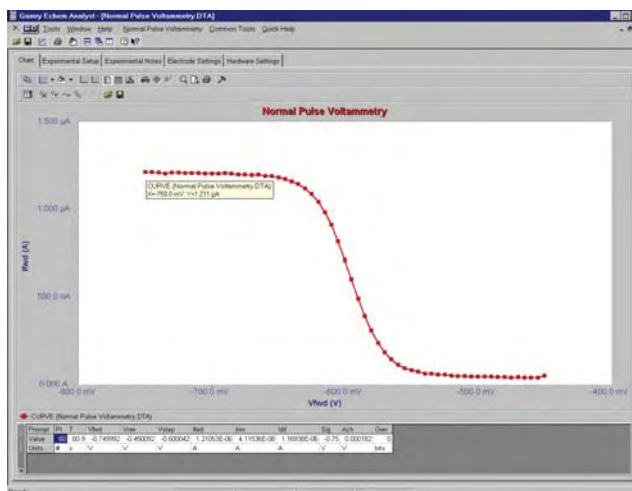 Gamry Echem Analyst - [Normal Pulse Voltammetry.DTA]
Edit Tools Window Help Normal Pulse Voltammetry Common Tools Quick Help
Chart Experimental Setup Experimental Notes Electrode Settings Hardware Settings
Normal Pulse Voltammetry
1.500 µA
CURVE (Normal Pulse Voltammetry.DTA)
X=-750.0 mV, Y=1.211 µA
1.000 µA
Ifwd (A)
500.0 nA
0.000 A
-800.0 mV -700.0 mV -600.0 mV -500.0 mV -400.0 mV
Vfwd (V)
CURVE (Normal Pulse Voltammetry.DTA)
Prompt Pt T Vfwd Vrev Vstep Ifwd Irev Idif Sig Ach Over
Value 60 60.9 -0.749992 -0.450092 -0.600042 1.21053E-06 4.11536E-08 1.16938E-06 -0.75 0.000182 0
Units # s V V V A A A V V bits